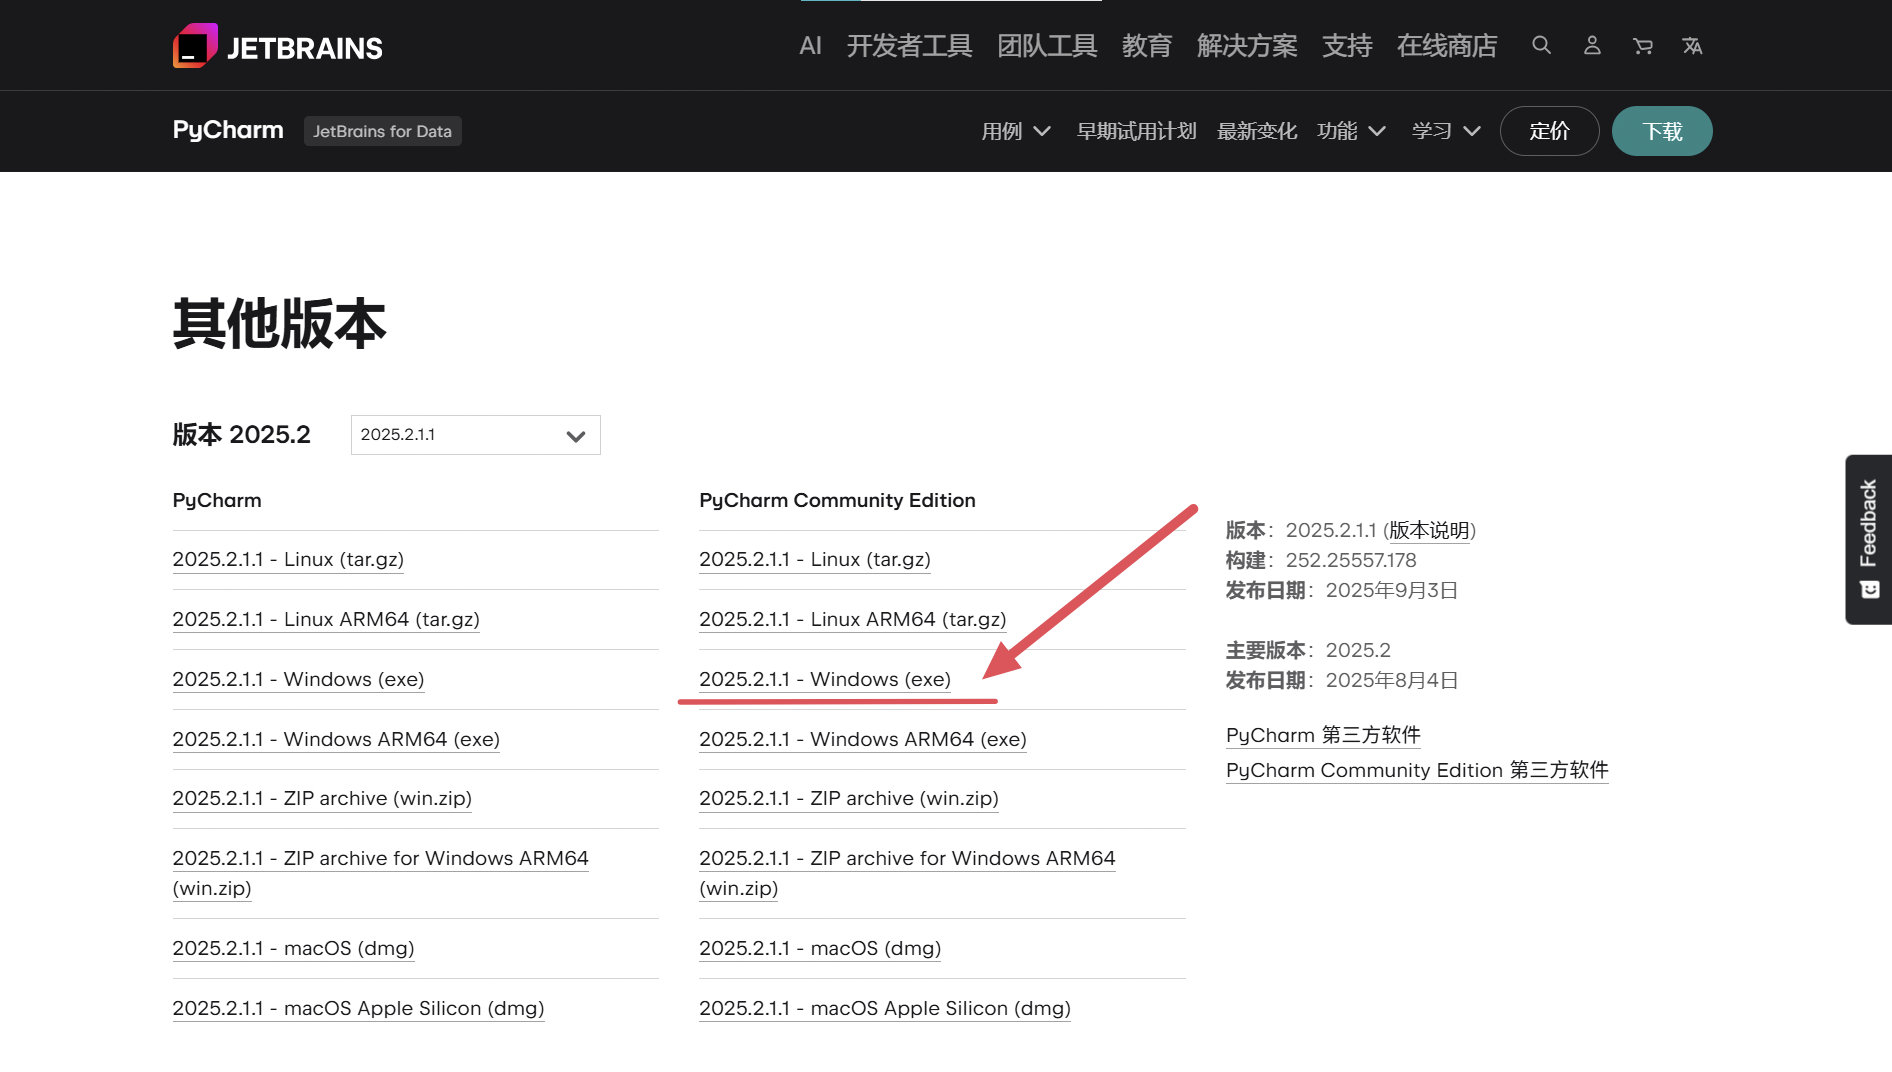 JETBRAINS
AI 开发者工具 团队工具 教育 解决方案 支持 在线商店
PyCharm JetBrains for Data 用例 早期试用计划 最新变化 功能 学习 定价 下载
其他版本
版本 2025.2 2025.2.1.1
PyCharm
2025.2.1.1 - Linux (tar.gz)
2025.2.1.1 - Linux ARM64 (tar.gz)
2025.2.1.1 - Windows (exe)
2025.2.1.1 - Windows ARM64 (exe)
2025.2.1.1 - ZIP archive (win.zip)
2025.2.1.1 - ZIP archive for Windows ARM64
(win.zip)
2025.2.1.1 - macOS (dmg)
2025.2.1.1 - macOS Apple Silicon (dmg)
PyCharm Community Edition
2025.2.1.1 - Linux (tar.gz)
2025.2.1.1 - Linux ARM64 (tar.gz)
2025.2.1.1 - Windows (exe)
2025.2.1.1 - Windows ARM64 (exe)
2025.2.1.1 - ZIP archive (win.zip)
2025.2.1.1 - ZIP archive for Windows ARM64
(win.zip)
2025.2.1.1 - macOS (dmg)
2025.2.1.1 - macOS Apple Silicon (dmg)
版本：2025.2.1.1 (版本说明)
构建：252.25557.178
发布日期：2025年9月3日
主要版本：2025.2
发布日期：2025年8月4日
PyCharm 第三方软件
PyCharm Community Edition 第三方软件
Feedback